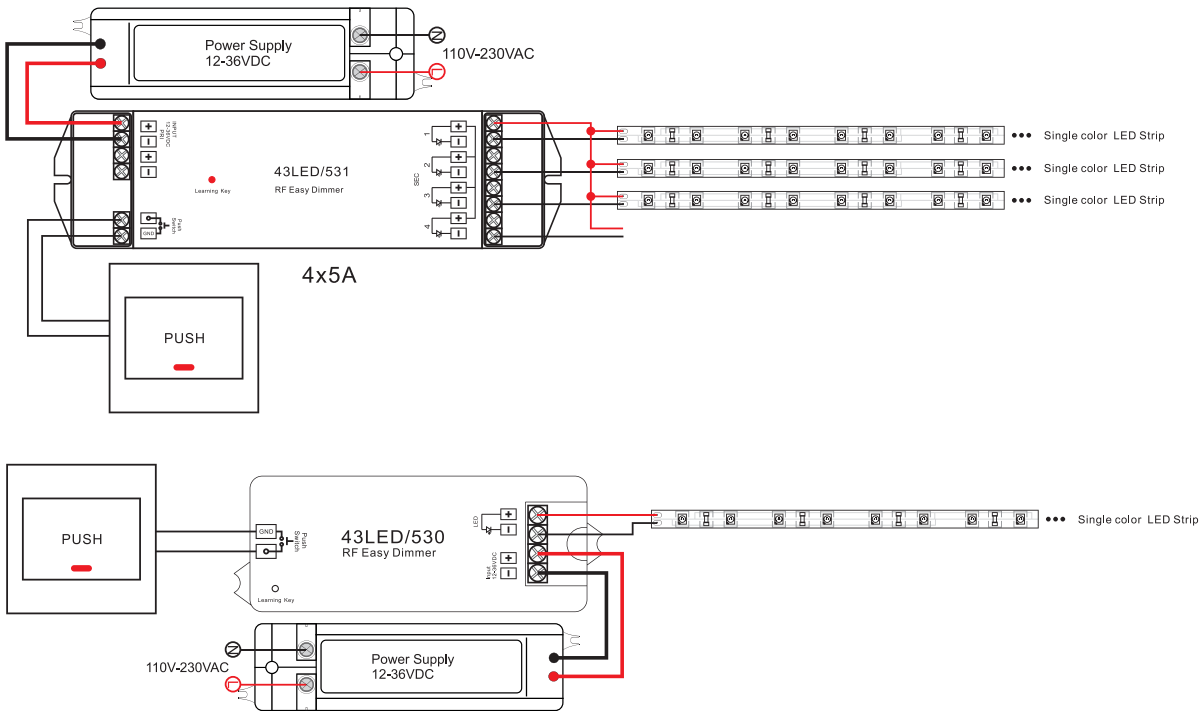 Power Supply
12-36VDC
N
L
110V-230VAC
INPUT
12-36VDC
PRI
+
−
+
−
Learning Key
43LED/531
RF Easy Dimmer
Push
Switch
GND
SEC
1
+
−
2
+
−
3
+
−
4
+
−
••• Single color LED Strip
••• Single color LED Strip
••• Single color LED Strip
4x5A
PUSH
PUSH
GND
Push
Switch
Learning Key
43LED/530
RF Easy Dimmer
LED
+
−
Input
12-36VDC
+
−
••• Single color LED Strip
N
L
110V-230VAC
Power Supply
12-36VDC